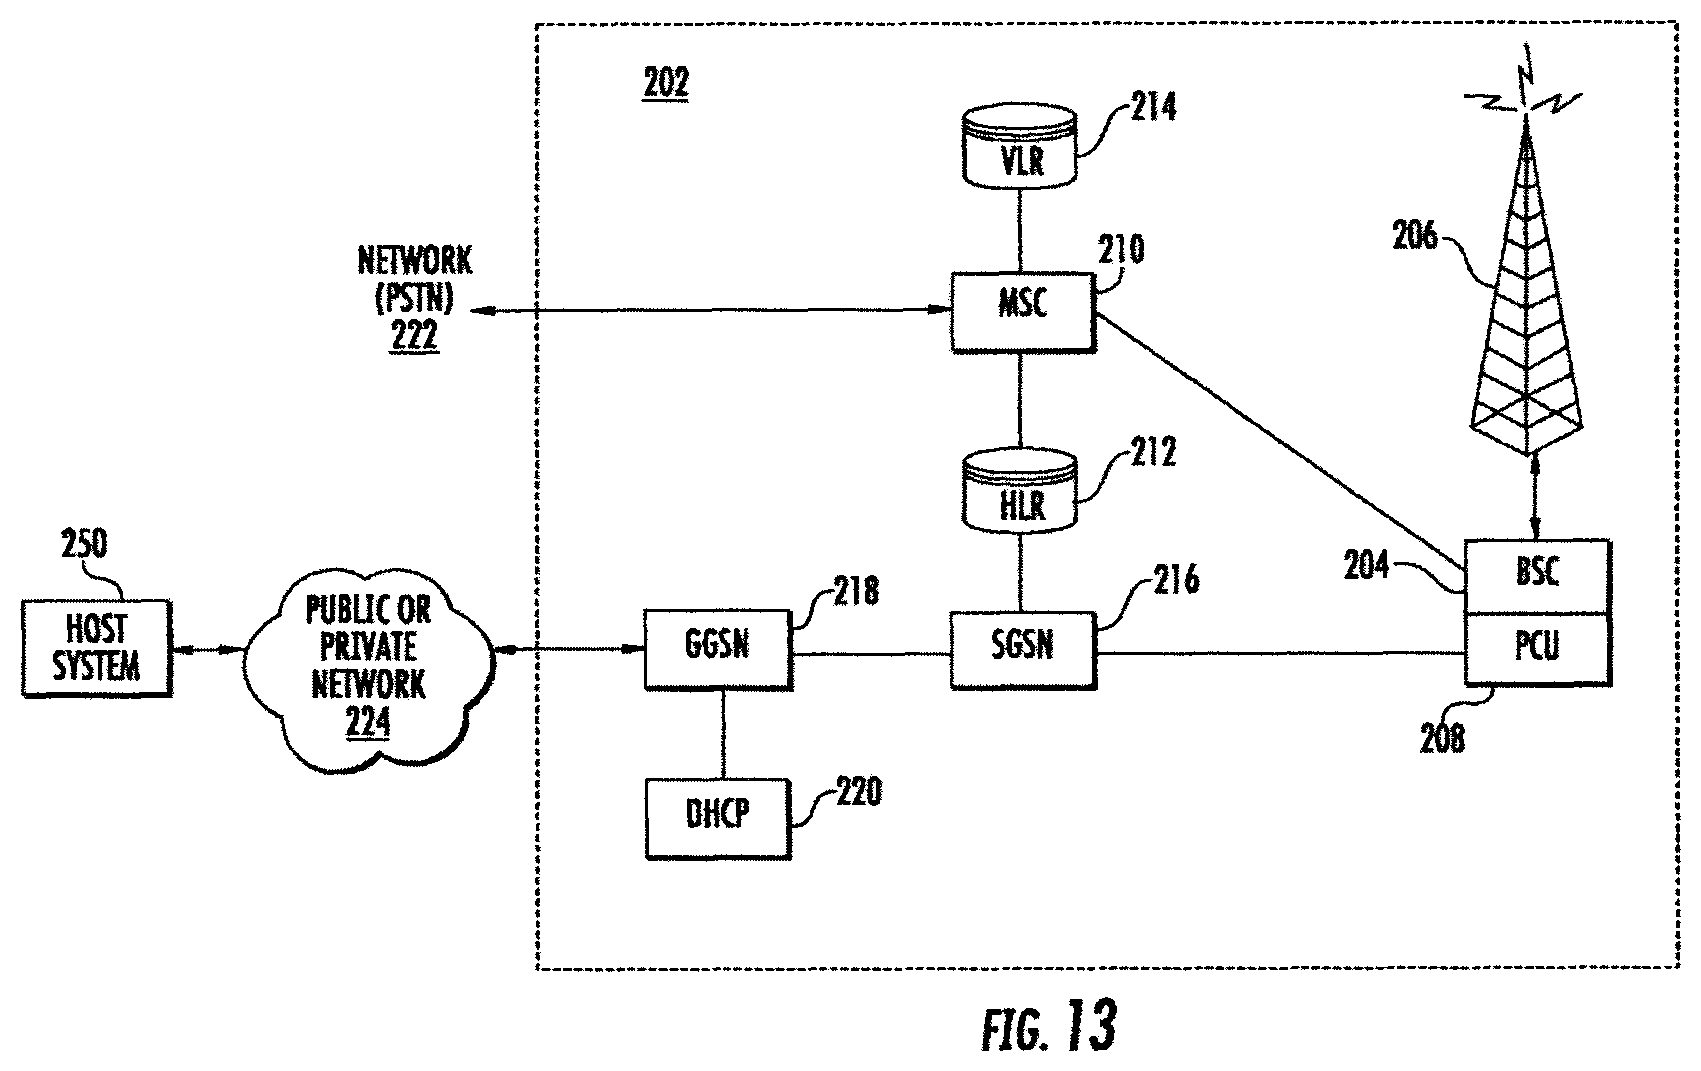 202
214
VLR
206
210
NETWORK
(PSTN)
222
MSC
212
HLR
250
204
BSC
216
218
PUBLIC OR
PRIVATE
NETWORK
224
HOST
SYSTEM
GGSN
SGSN
PCU
208
220
DHCP
FIG. 13